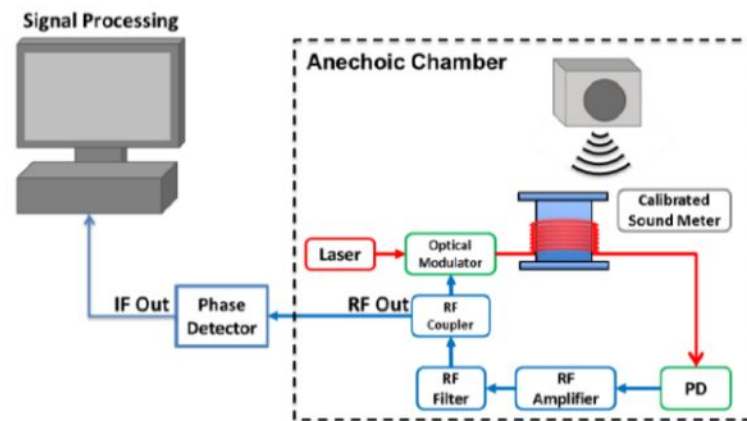 Signal Processing
Anechoic Chamber
Calibrated
Sound Meter
Laser
Optical
Modulator
IF Out
Phase
Detector
RF Out
RF
Coupler
RF
Filter
RF
Amplifier
PD